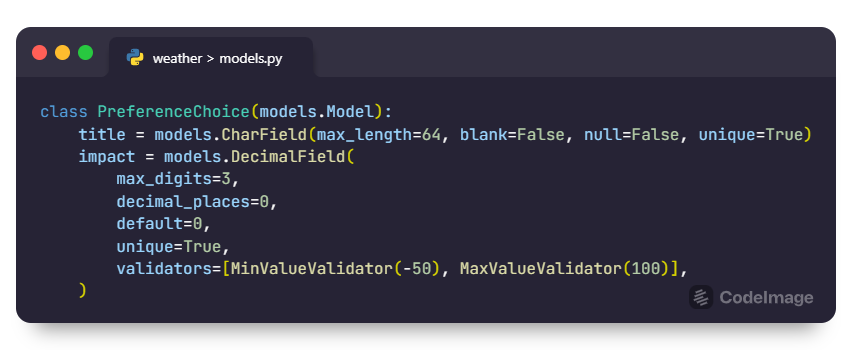 weather > models.py
class PreferenceChoice(models.Model):
    title = models.CharField(max_length=64, blank=False, null=False, unique=True)
    impact = models.DecimalField(
        max_digits=3,
        decimal_places=0,
        default=0,
        unique=True,
        validators=[MinValueValidator(-50), MaxValueValidator(100)],
    )
CodeImage